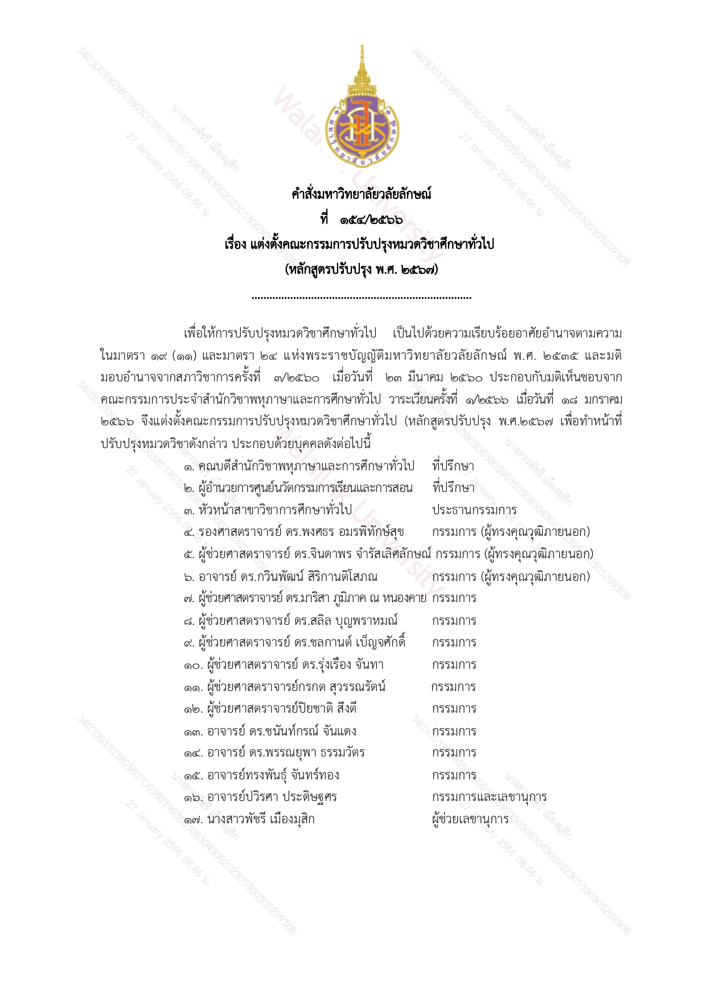 มหาวิทยาลัยวลัยลักษณ์
คำสั่งมหาวิทยาลัยวลัยลักษณ์
ที่ ๑๕๔/๒๕๖๖
เรื่อง แต่งตั้งคณะกรรมการปรับปรุงหมวดวิชาศึกษาทั่วไป
(หลักสูตรปรับปรุง พ.ศ. ๒๕๖๗)
..........................................................................
เพื่อให้การปรับปรุงหมวดวิชาศึกษาทั่วไป เป็นไปด้วยความเรียบร้อยอาศัยอำนาจตามความ
ในมาตรา ๑๙ (๑๑) และมาตรา ๒๔ แห่งพระราชบัญญัติมหาวิทยาลัยวลัยลักษณ์ พ.ศ. ๒๕๓๕ และมติ
มอบอำนาจจากสภาวิชาการครั้งที่ ๓/๒๕๖๐ เมื่อวันที่ ๒๓ มีนาคม ๒๕๖๐ ประกอบกับมติเห็นชอบจาก
คณะกรรมการประจำสำนักวิชาพหุภาษาและการศึกษาทั่วไป วาระเวียนครั้งที่ ๑/๒๕๖๖ เมื่อวันที่ ๑๘ มกราคม
๒๕๖๖ จึงแต่งตั้งคณะกรรมการปรับปรุงหมวดวิชาศึกษาทั่วไป (หลักสูตรปรับปรุง พ.ศ.๒๕๖๗ เพื่อทำหน้าที่
ปรับปรุงหมวดวิชาดังกล่าว ประกอบด้วยบุคคลดังต่อไปนี้
๑. คณบดีสำนักวิชาพหุภาษาและการศึกษาทั่วไป ที่ปรึกษา
๒. ผู้อำนวยการศูนย์นวัตกรรมการเรียนและการสอน ที่ปรึกษา
๓. หัวหน้าสาขาวิชาการศึกษาทั่วไป ประธานกรรมการ
๔. รองศาสตราจารย์ ดร.พงศธร อมรพิทักษ์สุข กรรมการ (ผู้ทรงคุณวุฒิภายนอก)
๕. ผู้ช่วยศาสตราจารย์ ดร.จินดาพร จำรัสเลิศลักษณ์ กรรมการ (ผู้ทรงคุณวุฒิภายนอก)
๖. อาจารย์ ดร.กวินพัฒน์ สิริกานติโสภณ กรรมการ (ผู้ทรงคุณวุฒิภายนอก)
๗. ผู้ช่วยศาสตราจารย์ ดร.มาริสา ภูมิภาค ณ หนองคาย กรรมการ
๘. ผู้ช่วยศาสตราจารย์ ดร.สลิล บุญพราหมณ์ กรรมการ
๙. ผู้ช่วยศาสตราจารย์ ดร.ชลกานต์ เบ็ญจศักดิ์ กรรมการ
๑๐. ผู้ช่วยศาสตราจารย์ ดร.รุ่งเรือง จันทา กรรมการ
๑๑. ผู้ช่วยศาสตราจารย์กรกต สุวรรณรัตน์ กรรมการ
๑๒. ผู้ช่วยศาสตราจารย์ปิยชาติ สึงตี กรรมการ
๑๓. อาจารย์ ดร.ชนันท์กรณ์ จันแดง กรรมการ
๑๔. อาจารย์ ดร.พรรณยุพา ธรรมวัตร กรรมการ
๑๕. อาจารย์ทรงพันธุ์ จันทร์ทอง กรรมการ
๑๖. อาจารย์ปวิรศา ประดิษฐศร กรรมการและเลขานุการ
๑๗. นางสาวพัชรี เมืองมุสิก ผู้ช่วยเลขานุการ
Walailak University
นางสาวพัชรี เมืองมุสิก
27 January 2566 08.46 น.